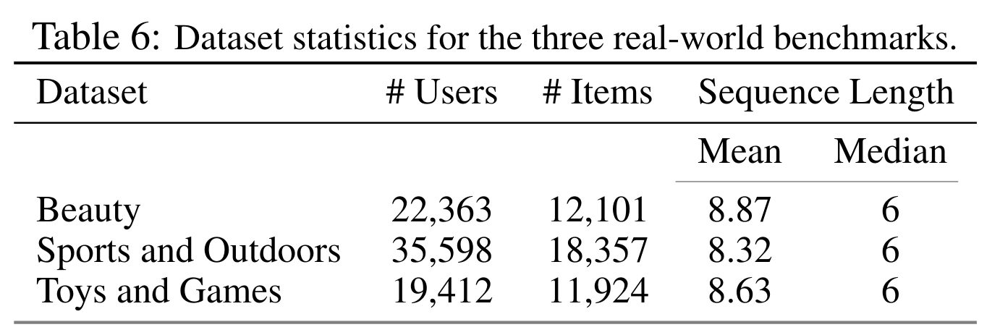 Table 6: Dataset statistics for the three real-world benchmarks.
Dataset # Users # Items Sequence Length
Mean Median
Beauty 22,363 12,101 8.87 6
Sports and Outdoors 35,598 18,357 8.32 6
Toys and Games 19,412 11,924 8.63 6